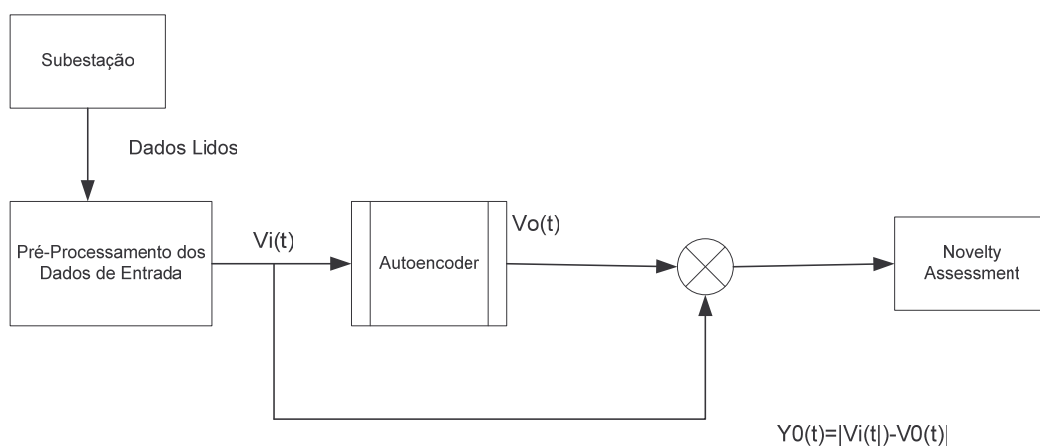 Subestação
Dados Lidos
Pré-Processamento dos
Dados de Entrada
Vi(t)
Autoencoder
Vo(t)
Novelty
Assessment
Y0(t)=|Vi(t|)-V0(t)|